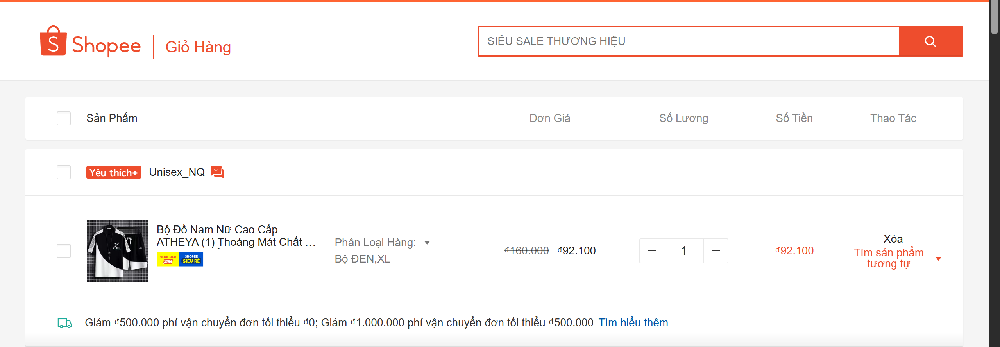 Shopee Giỏ Hàng
SIÊU SALE THƯƠNG HIỆU
Sản Phẩm Đơn Giá Số Lượng Số Tiền Thao Tác
Yêu thích+ Unisex_NQ
Bộ Đồ Nam Nữ Cao Cấp
ATHEYA (1) Thoáng Mát Chất ...
VOUCHER XTRA
SHOPEE SIÊU RẺ
Phân Loại Hàng:
Bộ ĐEN,XL
₫160.000 ₫92.100
1
₫92.100
Xóa
Tìm sản phẩm
tương tự
Giảm ₫500.000 phí vận chuyển đơn tối thiểu ₫0; Giảm ₫1.000.000 phí vận chuyển đơn tối thiểu ₫500.000 Tìm hiểu thêm